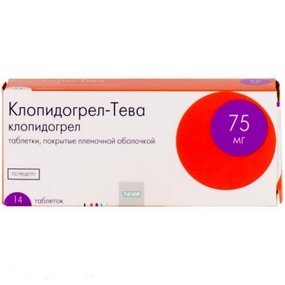 Клопидогрел-Тева
клопидогрел
таблетки, покрытые пленочной оболочкой
75
мг
ПО РЕЦЕПТУ
14 таблеток